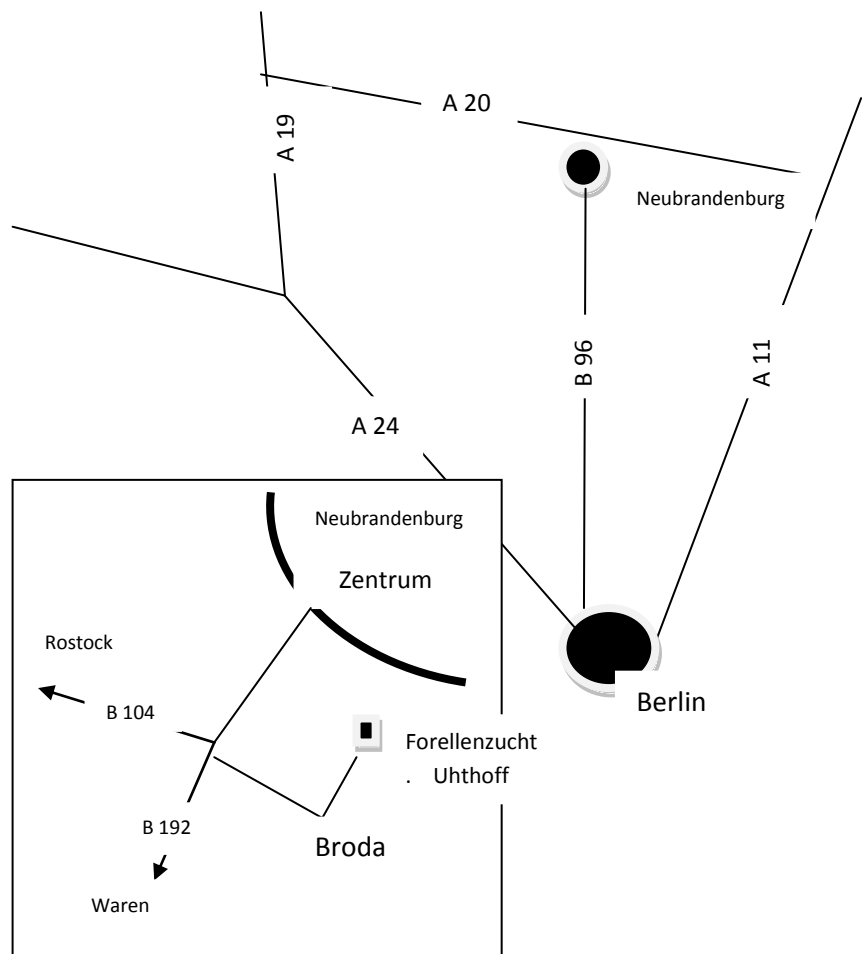 A 20
A 19
Neubrandenburg
B 96
A 11
A 24
Neubrandenburg
Zentrum
Rostock
B 104
Berlin
Forellenzucht
. Uhthoff
B 192
Broda
Waren